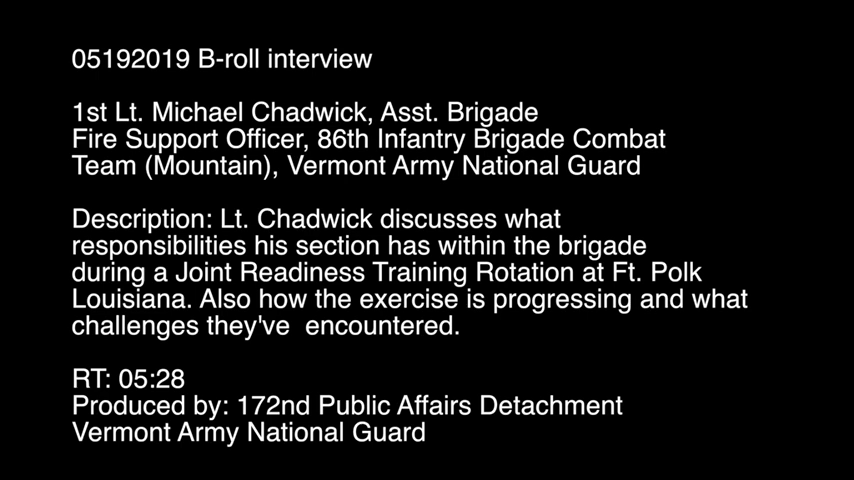 05192019 B-roll interview
1st Lt. Michael Chadwick, Asst. Brigade
Fire Support Officer, 86th Infantry Brigade Combat
Team (Mountain), Vermont Army National Guard
Description: Lt. Chadwick discusses what
responsibilities his section has within the brigade
during a Joint Readiness Training Rotation at Ft. Polk
Louisiana. Also how the exercise is progressing and what
challenges they've  encountered.
RT: 05:28
Produced by: 172nd Public Affairs Detachment
Vermont Army National Guard